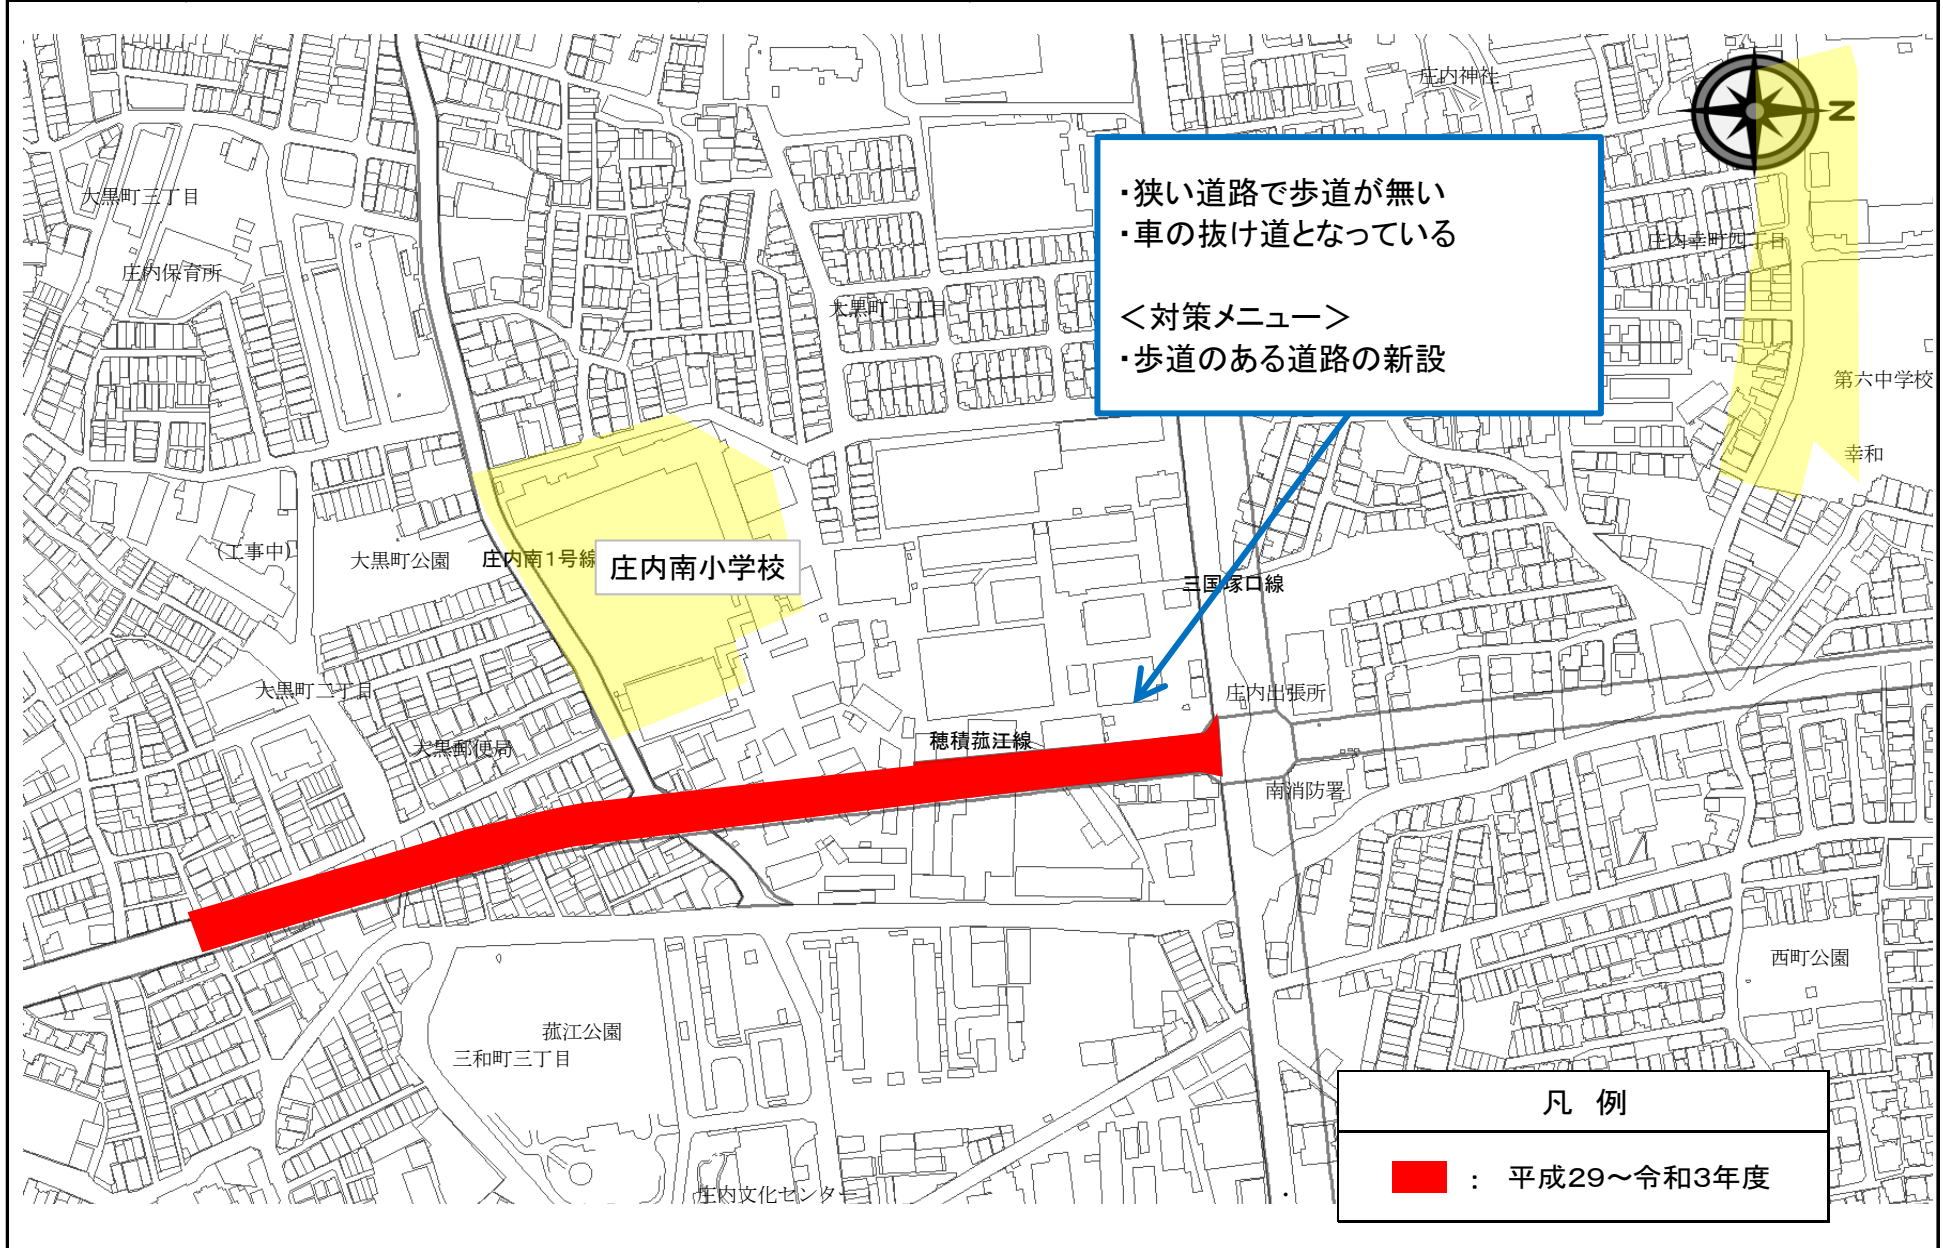 庄内神社
N
・狭い道路で歩道が無い
・車の抜け道となっている
<対策メニュー>
・歩道のある道路の新設
大黒町三丁目
庄内幸町四丁目
庄内保育所
大黒町一丁目
第六中学校
幸和
(工事中)
大黒町公園
庄内南1号線
庄内南小学校
三国塚口線
大黒町二丁目
庄内出張所
大黒郵便局
穂積菰江線
南消防署
西町公園
菰江公園
三和町三丁目
庄内文化センター
凡 例
: 平成29～令和3年度